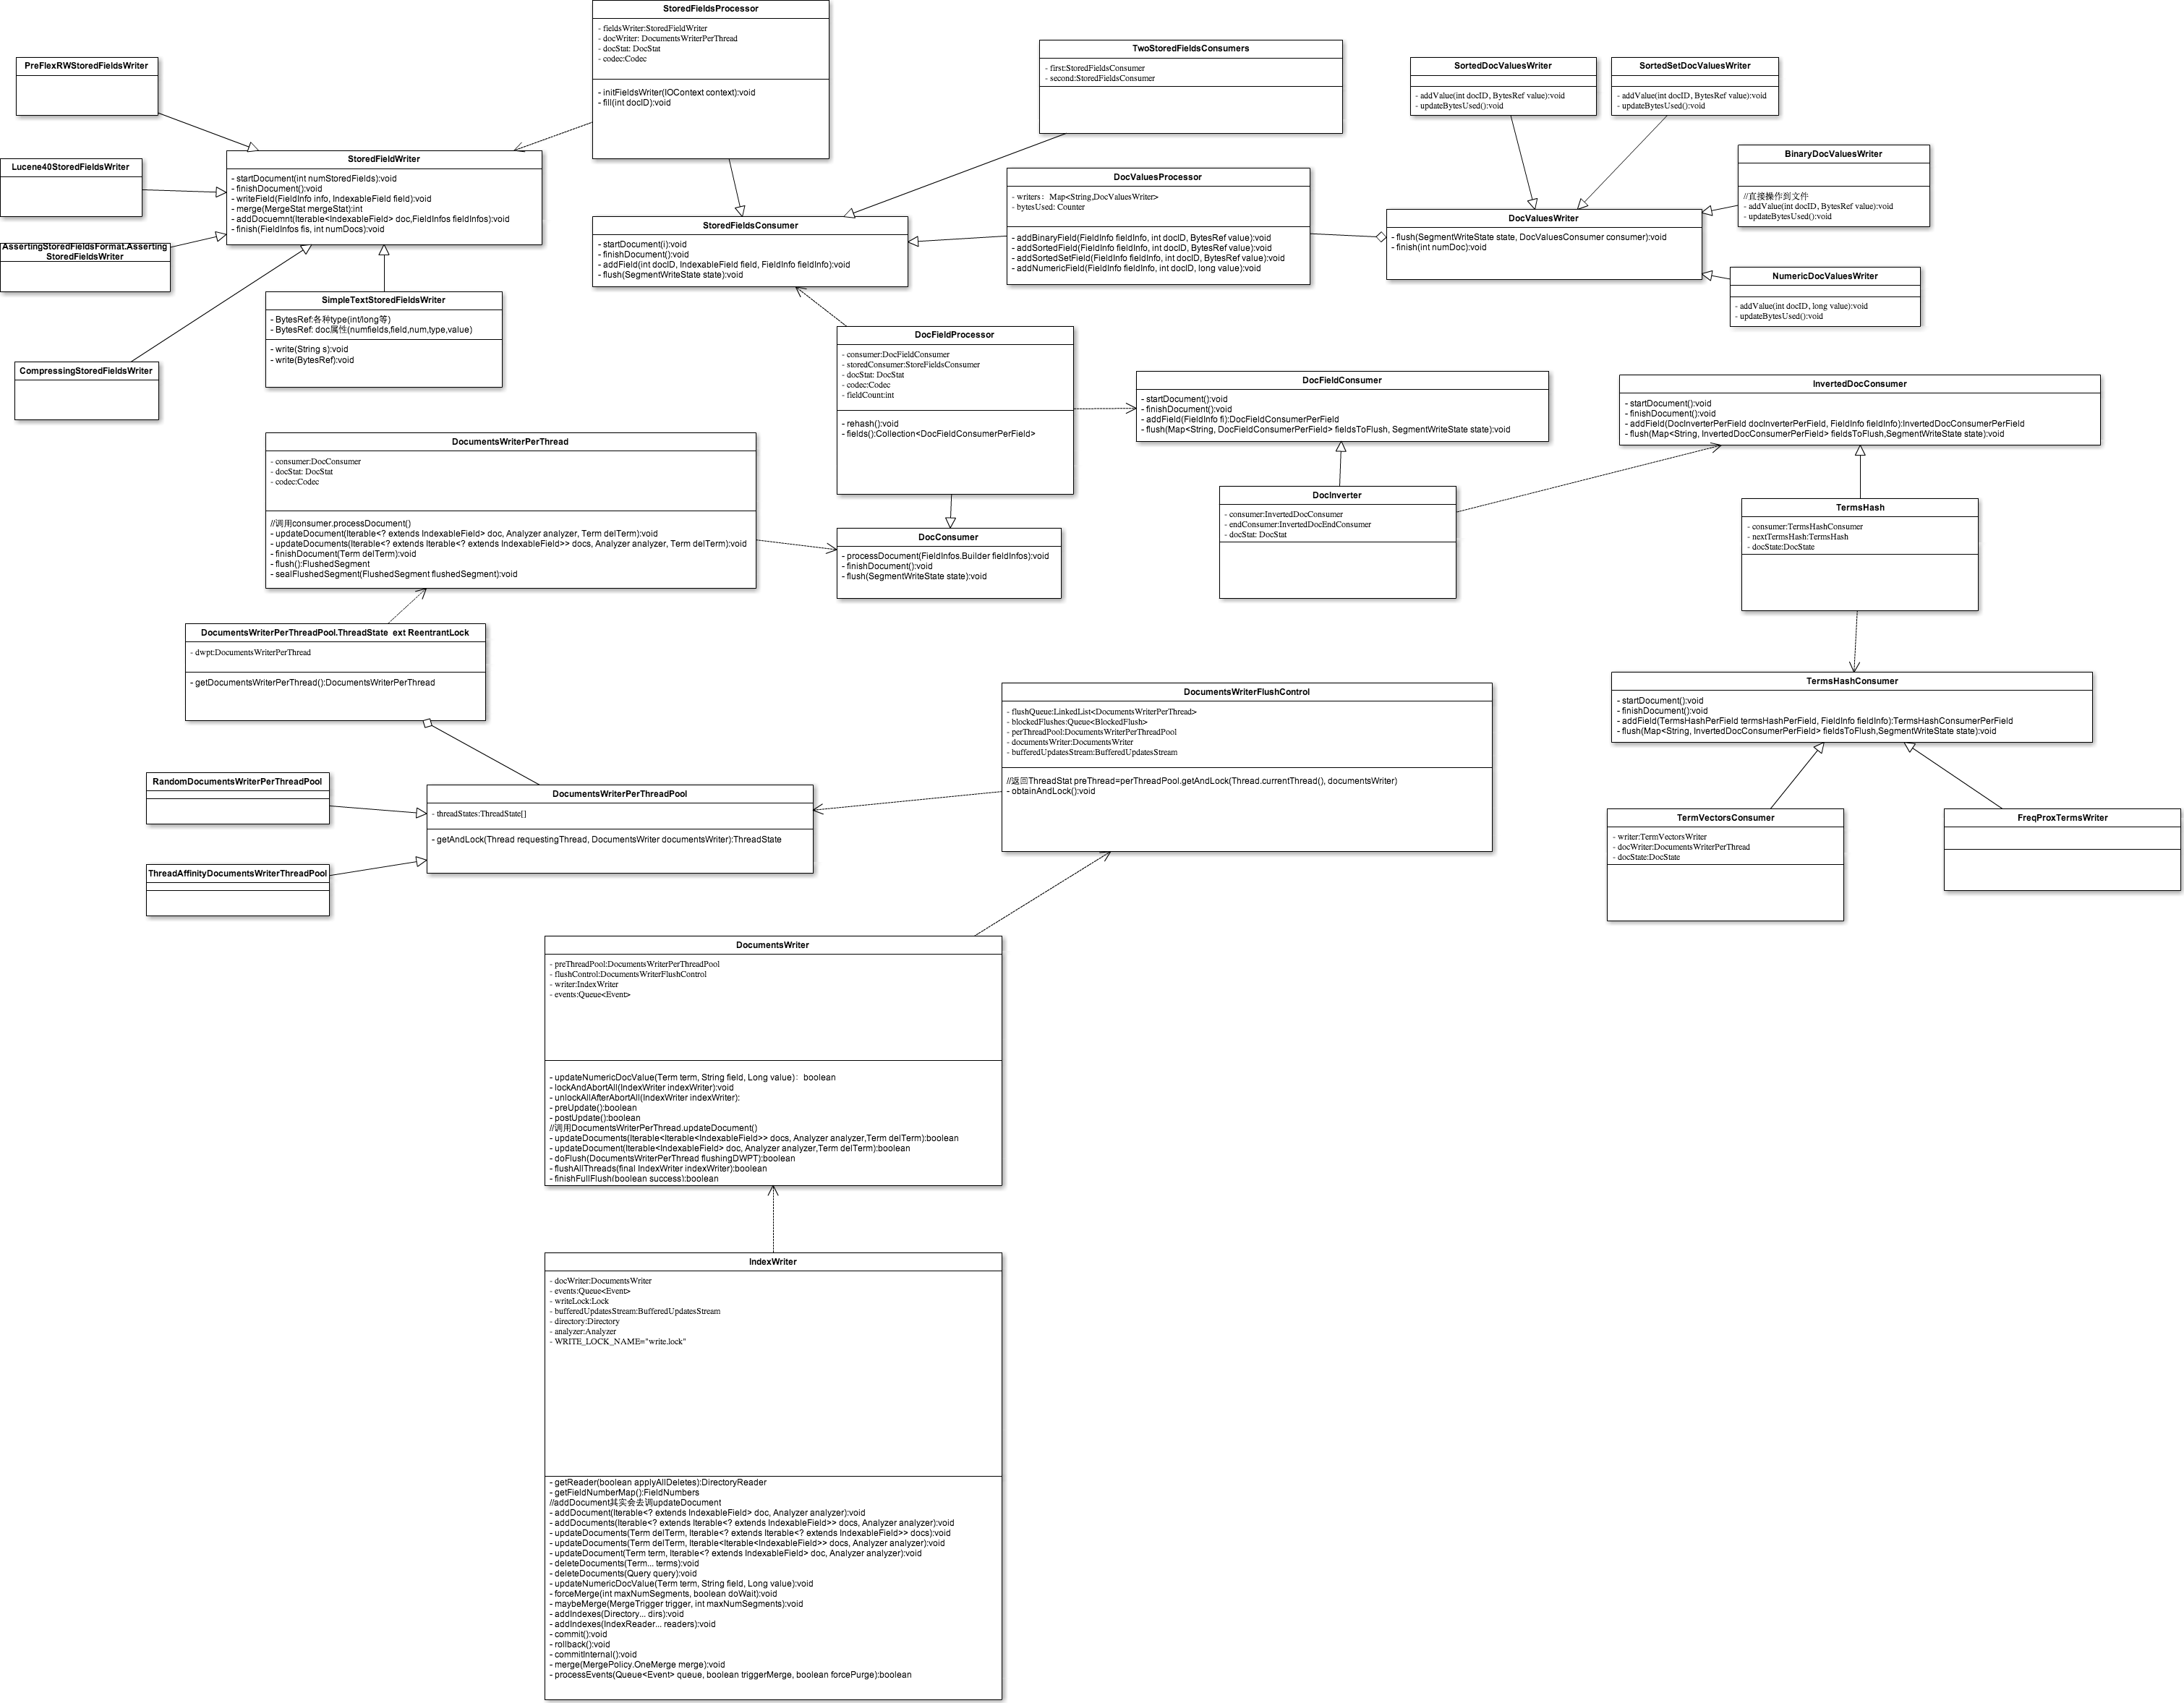 StoredFieldsProcessor
- fieldsWriter:StoredFieldWriter
- docWriter: DocumentsWriterPerThread
- docStat: DocStat
- codec:Codec
- initFieldsWriter(IOContext context):void
- fill(int docID):void
TwoStoredFieldsConsumers
- first:StoredFieldsConsumer
- second:StoredFieldsConsumer
PreFlexRWStoredFieldsWriter
SortedDocValuesWriter
- addValue(int docID, BytesRef value):void
- updateBytesUsed():void
SortedSetDocValuesWriter
- addValue(int docID, BytesRef value):void
- updateBytesUsed():void
Lucene40StoredFieldsWriter
StoredFieldWriter
- startDocument(int numStoredFields):void
- finishDocument():void
- writeField(FieldInfo info, IndexableField field):void
- merge(MergeStat mergeStat):int
- addDocuemnt(Iterable<IndexableField> doc,FieldInfos fieldInfos):void
- finish(FieldInfos fis, int numDocs):void
BinaryDocValuesWriter
//直接操作到文件
- addValue(int docID, BytesRef value):void
- updateBytesUsed():void
DocValuesProcessor
- writers：Map<String,DocValuesWriter>
- bytesUsed: Counter
- addBinaryField(FieldInfo fieldInfo, int docID, BytesRef value):void
- addSortedField(FieldInfo fieldInfo, int docID, BytesRef value):void
- addSortedSetField(FieldInfo fieldInfo, int docID, BytesRef value):void
- addNumericField(FieldInfo fieldInfo, int docID, long value):void
StoredFieldsConsumer
- startDocument(i):void
- finishDocument():void
- addField(int docID, IndexableField field, FieldInfo fieldInfo):void
- flush(SegmentWriteState state):void
DocValuesWriter
- flush(SegmentWriteState state, DocValuesConsumer consumer):void
- finish(int numDoc):void
AssertingStoredFieldsFormat.Asserting
StoredFieldsWriter
NumericDocValuesWriter
- addValue(int docID, long value):void
- updateBytesUsed():void
SimpleTextStoredFieldsWriter
- BytesRef:各种type(int/long等)
- BytesRef: doc属性(numfields,field,num,type,value)
- write(String s):void
- write(BytesRef):void
CompressingStoredFieldsWriter
DocFieldProcessor
- consumer:DocFieldConsumer
- storedConsumer:StoreFieldsConsumer
- docStat: DocStat
- codec:Codec
- fieldCount:int
- rehash():void
- fields():Collection<DocFieldConsumerPerField>
DocFieldConsumer
- startDocument():void
- finishDocument():void
- addField(FieldInfo fi):DocFieldConsumerPerField
- flush(Map<String, DocFieldConsumerPerField> fieldsToFlush, SegmentWriteState state):void
InvertedDocConsumer
- startDocument():void
- finishDocument():void
- addField(DocInverterPerField docInverterPerField, FieldInfo fieldInfo):InvertedDocConsumerPerField
- flush(Map<String, InvertedDocConsumerPerField> fieldsToFlush,SegmentWriteState state):void
DocumentsWriterPerThread
- consumer:DocConsumer
- docStat: DocStat
- codec:Codec
//调用consumer.processDocument()
- updateDocument(Iterable<? extends IndexableField> doc, Analyzer analyzer, Term delTerm):void
- updateDocuments(Iterable<? extends Iterable<? extends IndexableField>> docs, Analyzer analyzer, Term delTerm):void
- finishDocument(Term delTerm):void
- flush():FlushedSegment
- sealFlushedSegment(FlushedSegment flushedSegment):void
DocInverter
- consumer:InvertedDocConsumer
- endConsumer:InvertedDocEndConsumer
- docStat: DocStat
TermsHash
- consumer:TermsHashConsumer
- nextTermsHash:TermsHash
- docState:DocState
DocConsumer
- processDocument(FieldInfos.Builder fieldInfos):void
- finishDocument():void
- flush(SegmentWriteState state):void
DocumentsWriterPerThreadPool.ThreadState ext ReentrantLock
- dwpt:DocumentsWriterPerThread
- getDocumentsWriterPerThread():DocumentsWriterPerThread
TermsHashConsumer
- startDocument():void
- finishDocument():void
- addField(TermsHashPerField termsHashPerField, FieldInfo fieldInfo):TermsHashConsumerPerField
- flush(Map<String, InvertedDocConsumerPerField> fieldsToFlush,SegmentWriteState state):void
DocumentsWriterFlushControl
- flushQueue:LinkedList<DocumentsWriterPerThread>
- blockedFlushes:Queue<BlockedFlush>
- perThreadPool:DocumentsWriterPerThreadPool
- documentsWriter:DocumentsWriter
- bufferedUpdatesStream:BufferedUpdatesStream
//返回ThreadStat preThread=perThreadPool.getAndLock(Thread.currentThread(), documentsWriter)
- obtainAndLock():void
RandomDocumentsWriterPerThreadPool
DocumentsWriterPerThreadPool
- threadStates:ThreadState[]
- getAndLock(Thread requestingThread, DocumentsWriter documentsWriter):ThreadState
TermVectorsConsumer
- writer:TermVectorsWriter
- docWriter:DocumentsWriterPerThread
- docState:DocState
FreqProxTermsWriter
ThreadAffinityDocumentsWriterThreadPool
DocumentsWriter
- preThreadPool:DocumentsWriterPerThreadPool
- flushControl:DocumentsWriterFlushControl
- writer:IndexWriter
- events:Queue<Event>
- updateNumericDocValue(Term term, String field, Long value)：boolean
- lockAndAbortAll(IndexWriter indexWriter):void
- unlockAllAfterAbortAll(IndexWriter indexWriter):
- preUpdate():boolean
- postUpdate():boolean
//调用DocumentsWriterPerThread.updateDocument()
- updateDocuments(Iterable<Iterable<IndexableField>> docs, Analyzer analyzer,Term delTerm):boolean
- updateDocument(Iterable<IndexableField> doc, Analyzer analyzer,Term delTerm):boolean
- doFlush(DocumentsWriterPerThread flushingDWPT):boolean
- flushAllThreads(final IndexWriter indexWriter):boolean
- finishFullFlush(boolean success):boolean
IndexWriter
- docWriter:DocumentsWriter
- events:Queue<Event>
- writeLock:Lock
- bufferedUpdatesStream:BufferedUpdatesStream
- directory:Directory
- analyzer:Analyzer
- WRITE_LOCK_NAME="write.lock"
- getReader(boolean applyAllDeletes):DirectoryReader
- getFieldNumberMap():FieldNumbers
//addDocument其实会去调updateDocument
- addDocument(Iterable<? extends IndexableField> doc, Analyzer analyzer):void
- addDocuments(Iterable<? extends Iterable<? extends IndexableField>> docs, Analyzer analyzer):void
- updateDocuments(Term delTerm, Iterable<? extends Iterable<? extends IndexableField>> docs):void
- updateDocuments(Term delTerm, Iterable<Iterable<IndexableField>> docs, Analyzer analyzer):void
- updateDocument(Term term, Iterable<? extends IndexableField> doc, Analyzer analyzer):void
- deleteDocuments(Term... terms):void
- deleteDocuments(Query query):void
- updateNumericDocValue(Term term, String field, Long value):void
- forceMerge(int maxNumSegments, boolean doWait):void
- maybeMerge(MergeTrigger trigger, int maxNumSegments):void
- addIndexes(Directory... dirs):void
- addIndexes(IndexReader... readers):void
- commit():void
- rollback():void
- commitInternal():void
- merge(MergePolicy.OneMerge merge):void
- processEvents(Queue<Event> queue, boolean triggerMerge, boolean forcePurge):boolean